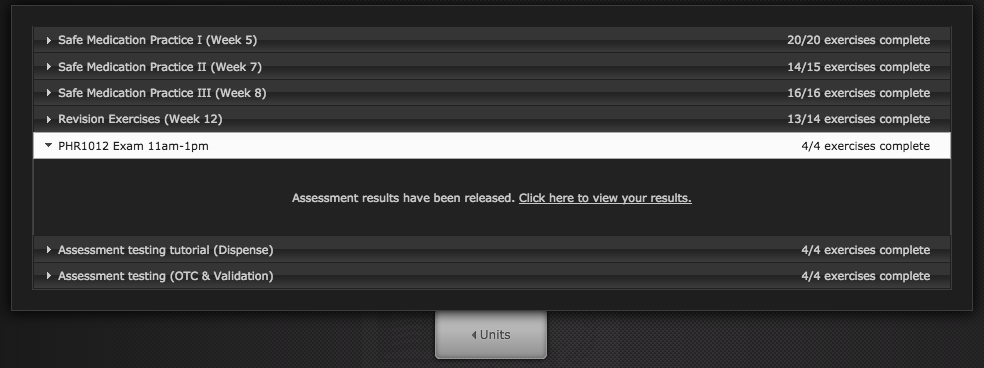 Safe Medication Practice I (Week 5) 20/20 exercises complete
Safe Medication Practice II (Week 7) 14/15 exercises complete
Safe Medication Practice III (Week 8) 16/16 exercises complete
Revision Exercises (Week 12) 13/14 exercises complete
PHR1012 Exam 11am-1pm 4/4 exercises complete
Assessment results have been released. Click here to view your results.
Assessment testing tutorial (Dispense) 4/4 exercises complete
Assessment testing (OTC & Validation) 4/4 exercises complete
Units